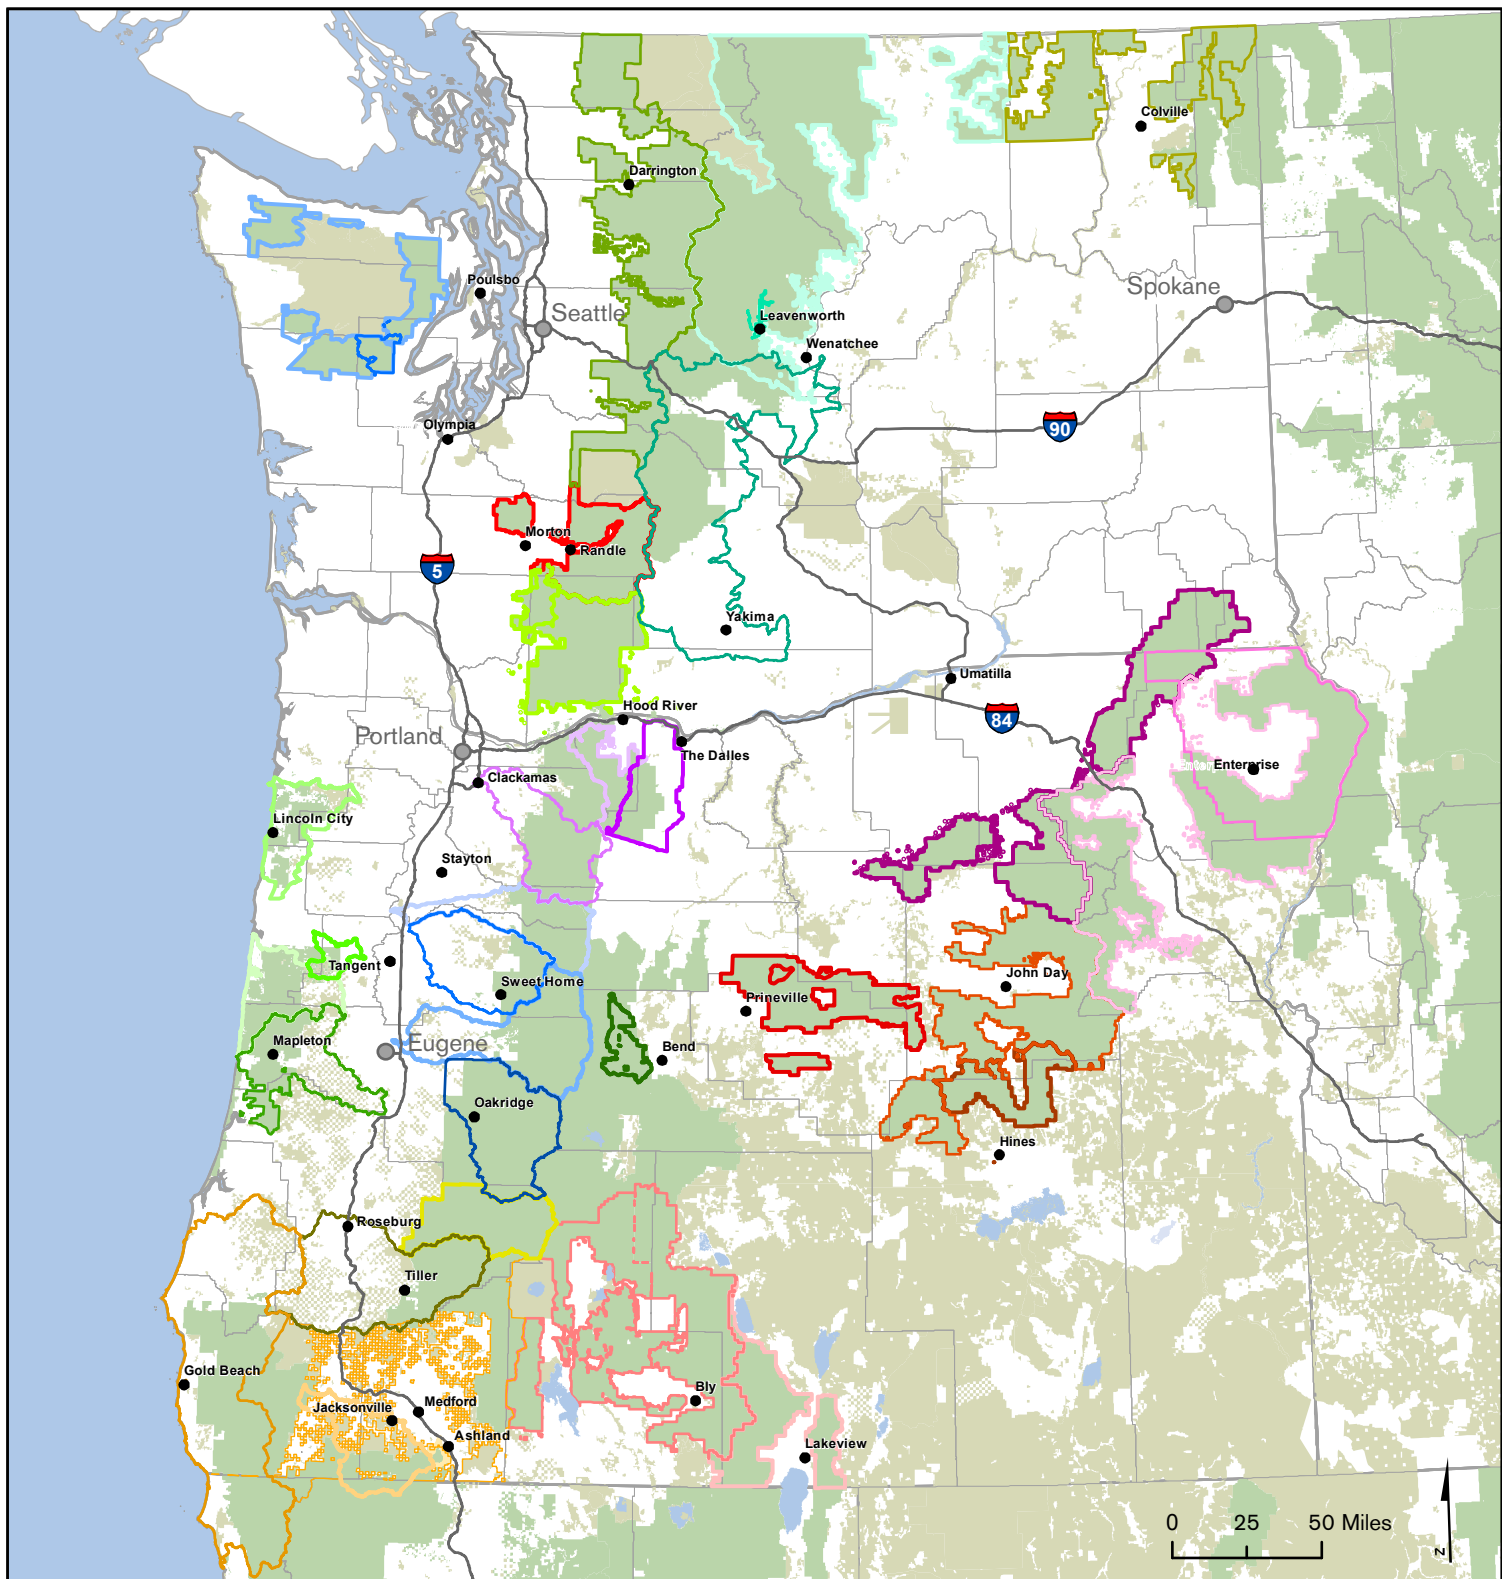 Colville
Darrington
Poulsbo
Spokane
Seattle
Leavenworth
Wenatchee
Olympia
90
Morton
Randle
5
Yakima
Umatilla
Hood River
84
Portland
The Dalles
Clackamas
Enterprise
Lincoln City
Stayton
Tangent
John Day
Sweet Home
Prineville
Mapleton
Eugene
Bend
Oakridge
Hines
Roseburg
Tiller
Gold Beach
Bly
Medford
Jacksonville
Ashland
Lakeview
0 25 50 Miles
N